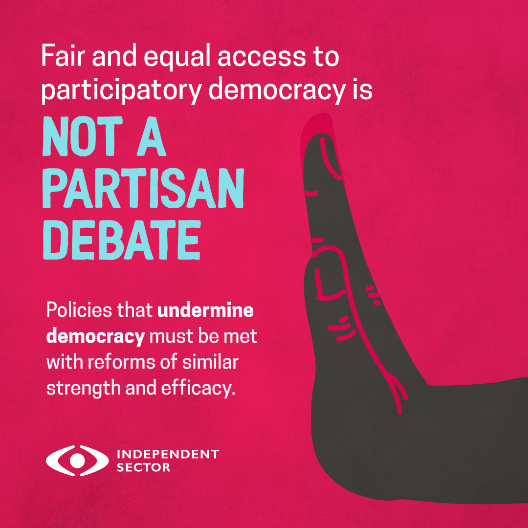 Fair and equal access to
participatory democracy is
NOT A
PARTISAN
DEBATE
Policies that undermine
democracy must be met
with reforms of similar
strength and efficacy.
INDEPENDENT
SECTOR